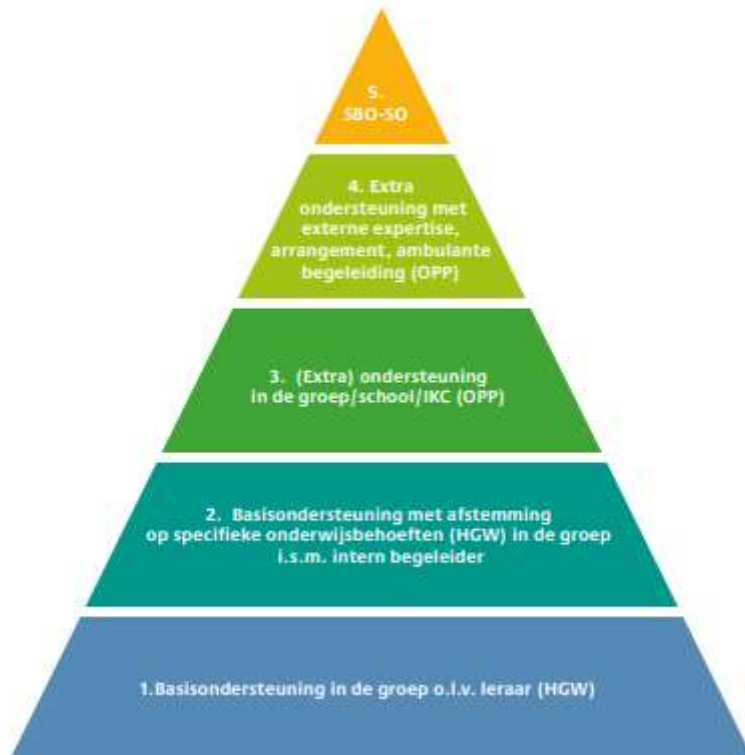 5.
SBO-SO
4. Extra
ondersteuning met
externe expertise,
arrangement, ambulante
begeleiding (OPP)
3. (Extra) ondersteuning
in de groep/school/IKC (OPP)
2. Basisondersteuning met afstemming
op specifieke onderwijsbehoeften (HGW) in de groep
i.s.m. intern begeleider
1.Basisondersteuning in de groep o.l.v. leraar (HGW)